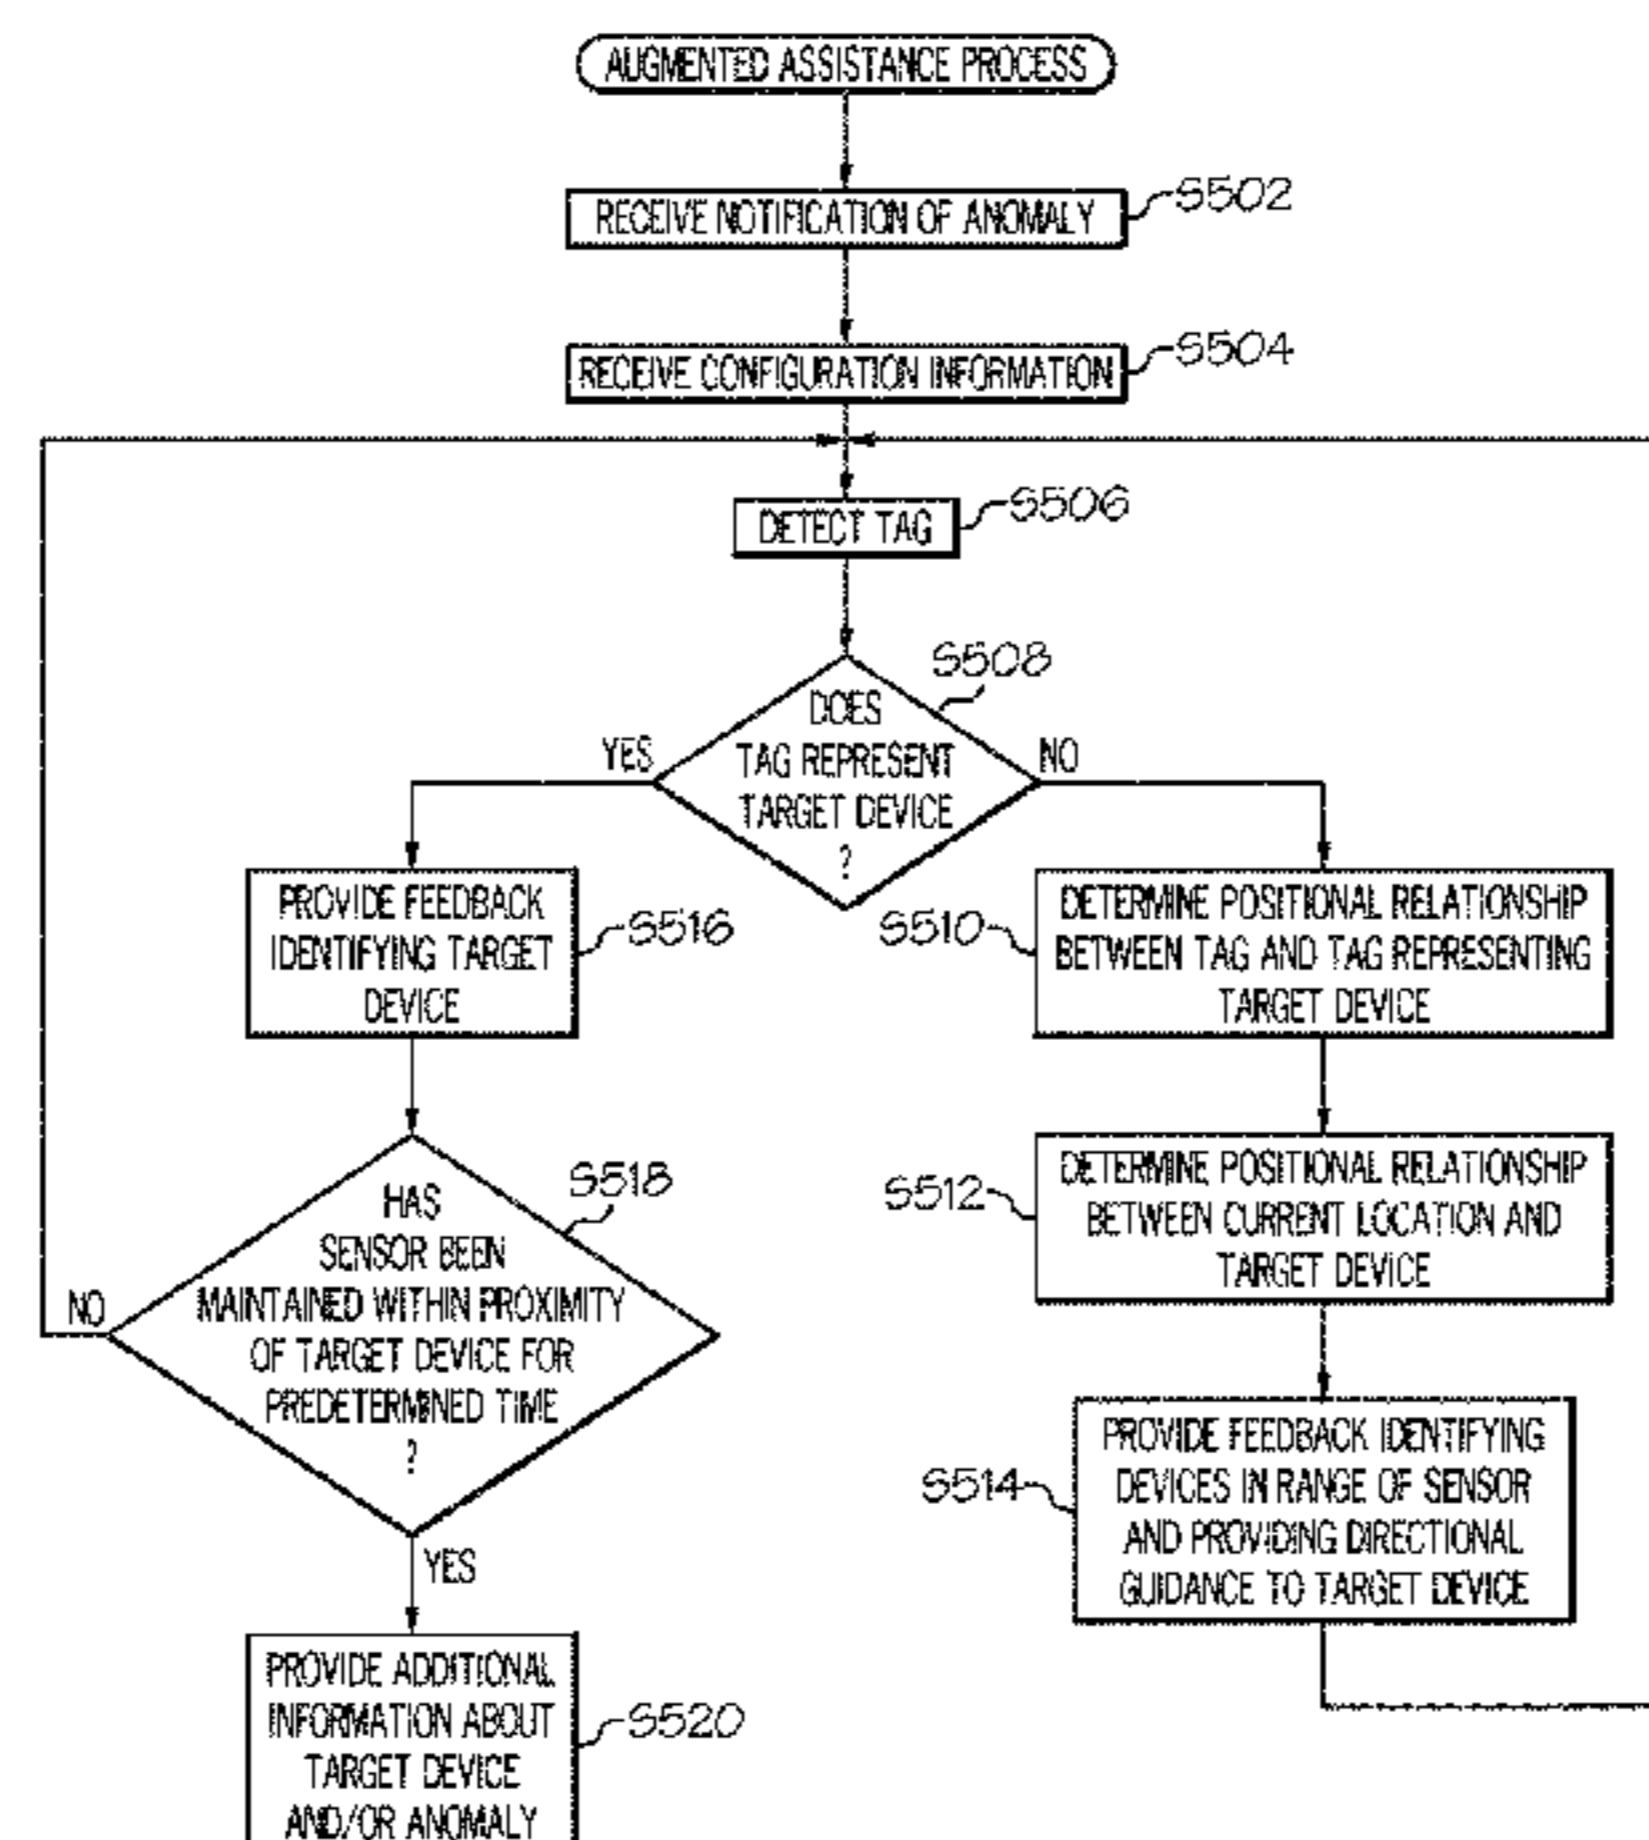 AUGMENTED ASSISTANCE PROCESS
RECEIVE NOTIFICATION OF ANOMALY
S502
RECEIVE CONFIGURATION INFORMATION
S504
DETECT TAG
S506
S508
DOES
TAG REPRESENT
TARGET DEVICE
?
YES
NO
PROVIDE FEEDBACK
IDENTIFYING TARGET
DEVICE
S516
S510
DETERMINE POSITIONAL RELATIONSHIP
BETWEEN TAG AND TAG REPRESENTING
TARGET DEVICE
S518
HAS
SENSOR BEEN
MAINTAINED WITHIN PROXIMITY
OF TARGET DEVICE FOR
PREDETERMINED TIME
?
NO
YES
S512
DETERMINE POSITIONAL RELATIONSHIP
BETWEEN CURRENT LOCATION AND
TARGET DEVICE
S514
PROVIDE FEEDBACK IDENTIFYING
DEVICES IN RANGE OF SENSOR
AND PROVIDING DIRECTIONAL
GUIDANCE TO TARGET DEVICE
PROVIDE ADDITIONAL
INFORMATION ABOUT
TARGET DEVICE
AND/OR ANOMALY
S520